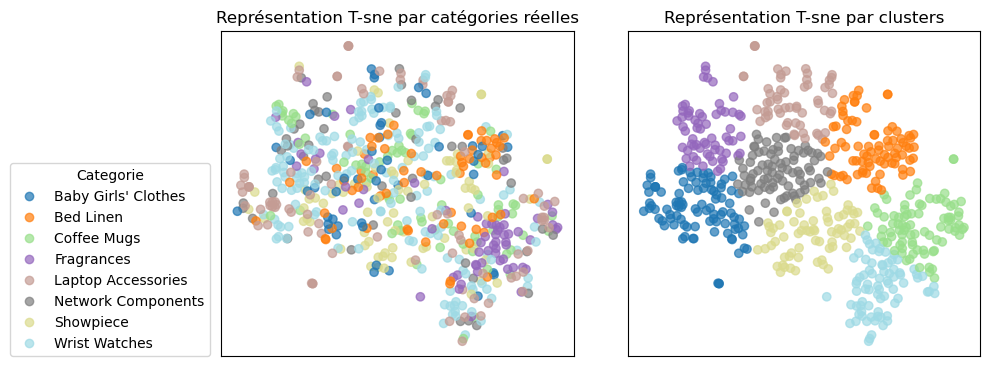 Représentation T-sne par catégories réelles
Représentation T-sne par clusters
Categorie
Baby Girls' Clothes
Bed Linen
Coffee Mugs
Fragrances
Laptop Accessories
Network Components
Showpiece
Wrist Watches